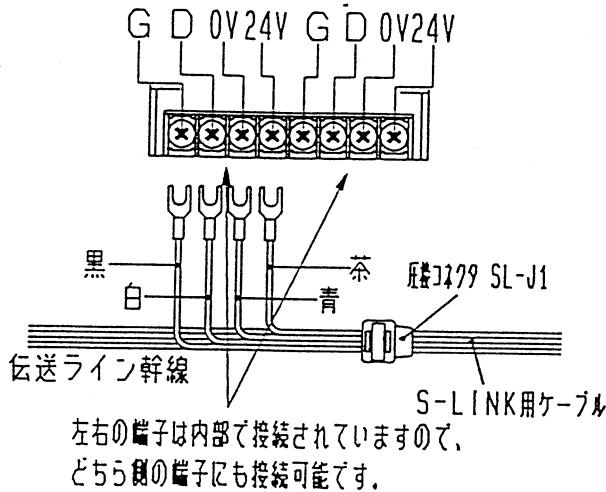 G D 0V 24V G D 0V 24V
黒
茶
圧接コネクタ SL-J1
白
青
伝送ライン幹線
S-LINK用ケーブル
左右の端子は内部で接続されていますので、
どちら側の端子にも接続可能です.